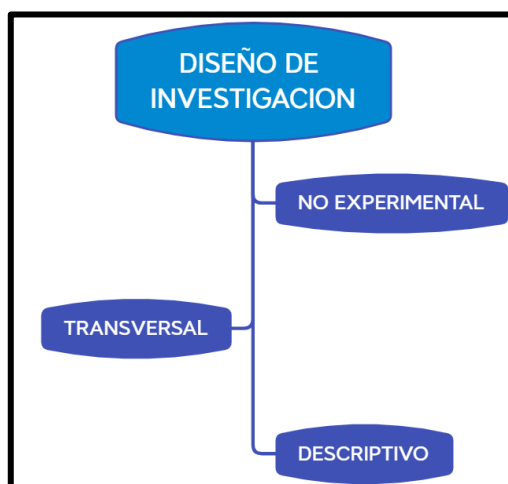 DISEÑO DE
INVESTIGACION
NO EXPERIMENTAL
TRANSVERSAL
DESCRIPTIVO